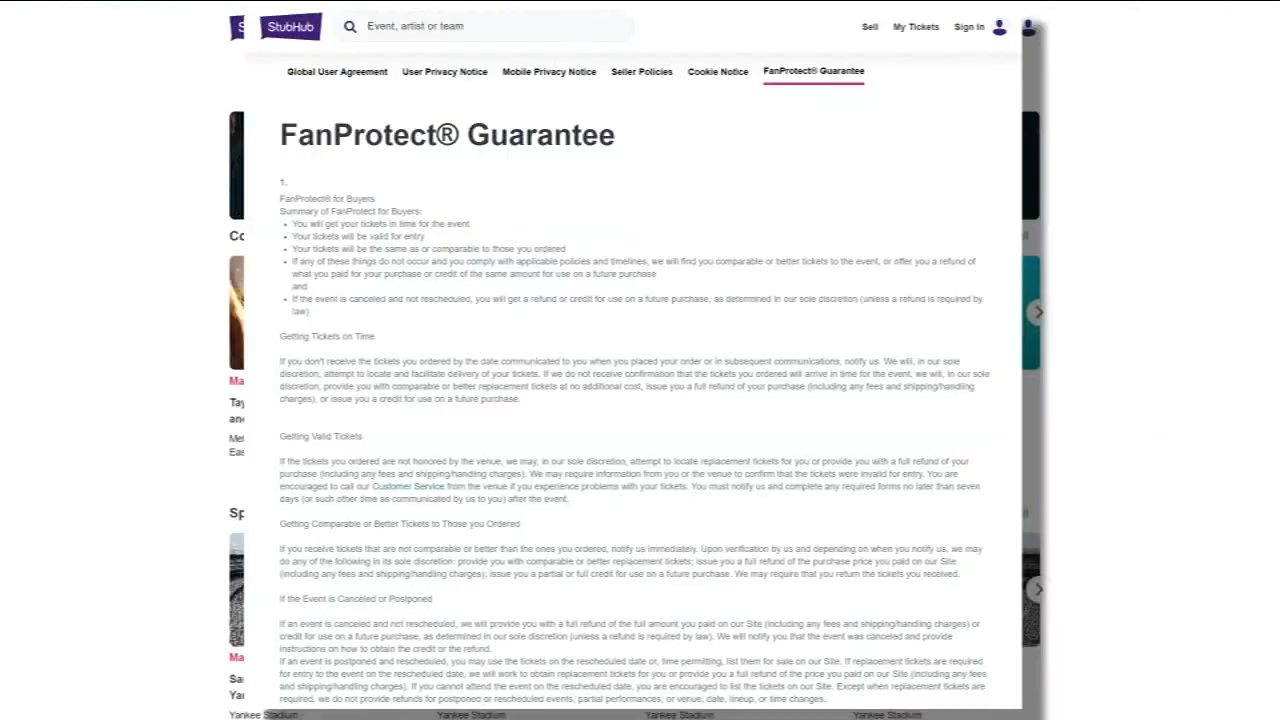 StubHub
Event, artist or team
Sell
My Tickets
Sign In
Global User Agreement
User Privacy Notice
Mobile Privacy Notice
Seller Policies
Cookie Notice
FanProtect® Guarantee
FanProtect® Guarantee
1.
FanProtect® for Buyers
Summary of FanProtect for Buyers:
• You will get your tickets in time for the event
• Your tickets will be valid for entry
• Your tickets will be the same as or comparable to those you ordered
• If any of these things do not occur and you comply with applicable policies and timelines, we will find you comparable or better tickets to the event, or offer you a refund of
what you paid for your purchase or credit of the same amount for use on a future purchase
and
• If the event is canceled and not rescheduled, you will get a refund or credit for use on a future purchase, as determined in our sole discretion (unless a refund is required by
law)
Getting Tickets on Time
If you don't receive the tickets you ordered by the date communicated to you when you placed your order or in subsequent communications, notify us. We will, in our sole
discretion, attempt to locate and facilitate delivery of your tickets. If we do not receive confirmation that the tickets you ordered will arrive in time for the event, we will, in our sole
discretion, provide you with comparable or better replacement tickets at no additional cost, issue you a full refund of your purchase (including any fees and shipping/handling
charges), or issue you a credit for use on a future purchase.
Getting Valid Tickets
If the tickets you ordered are not honored by the venue, we may, in our sole discretion, attempt to locate replacement tickets for you or provide you with a full refund of your
purchase (including any fees and shipping/handling charges). We may require information from you or the venue to confirm that the tickets were invalid for entry. You are
encouraged to call our Customer Service from the venue if you experience problems with your tickets. You must notify us and complete any required forms no later than seven
days (or such other time as communicated by us to you) after the event.
Getting Comparable or Better Tickets to Those you Ordered
If you receive tickets that are not comparable or better than the ones you ordered, notify us immediately. Upon verification by us and depending on when you notify us, we may
do any of the following in its sole discretion: provide you with comparable or better replacement tickets; issue you a full refund of the purchase price you paid on our Site
(including any fees and shipping/handling charges); issue you a partial or full credit for use on a future purchase. We may require that you return the tickets you received.
If the Event is Canceled or Postponed
If an event is canceled and not rescheduled, we will provide you with a full refund of the full amount you paid on our Site (including any fees and shipping/handling charges) or
credit for use on a future purchase, as determined in our sole discretion (unless a refund is required by law). We will notify you that the event was canceled and provide
instructions on how to obtain the credit or the refund.
If an event is postponed and rescheduled, you may use the tickets on the rescheduled date or, time permitting, list them for sale on our Site. If replacement tickets are required
for entry to the event on the rescheduled date, we will work to obtain replacement tickets for you or provide you a full refund of the price you paid on our Site (including any fees
and shipping/handling charges). If you cannot attend the event on the rescheduled date, you are encouraged to list the tickets on our Site. Except when replacement tickets are
required, we do not provide refunds for postponed or rescheduled events, partial performances, or venue, date, lineup, or time changes.
Yankee Stadium
Yankee Stadium
Yankee Stadium
Yankee Stadium